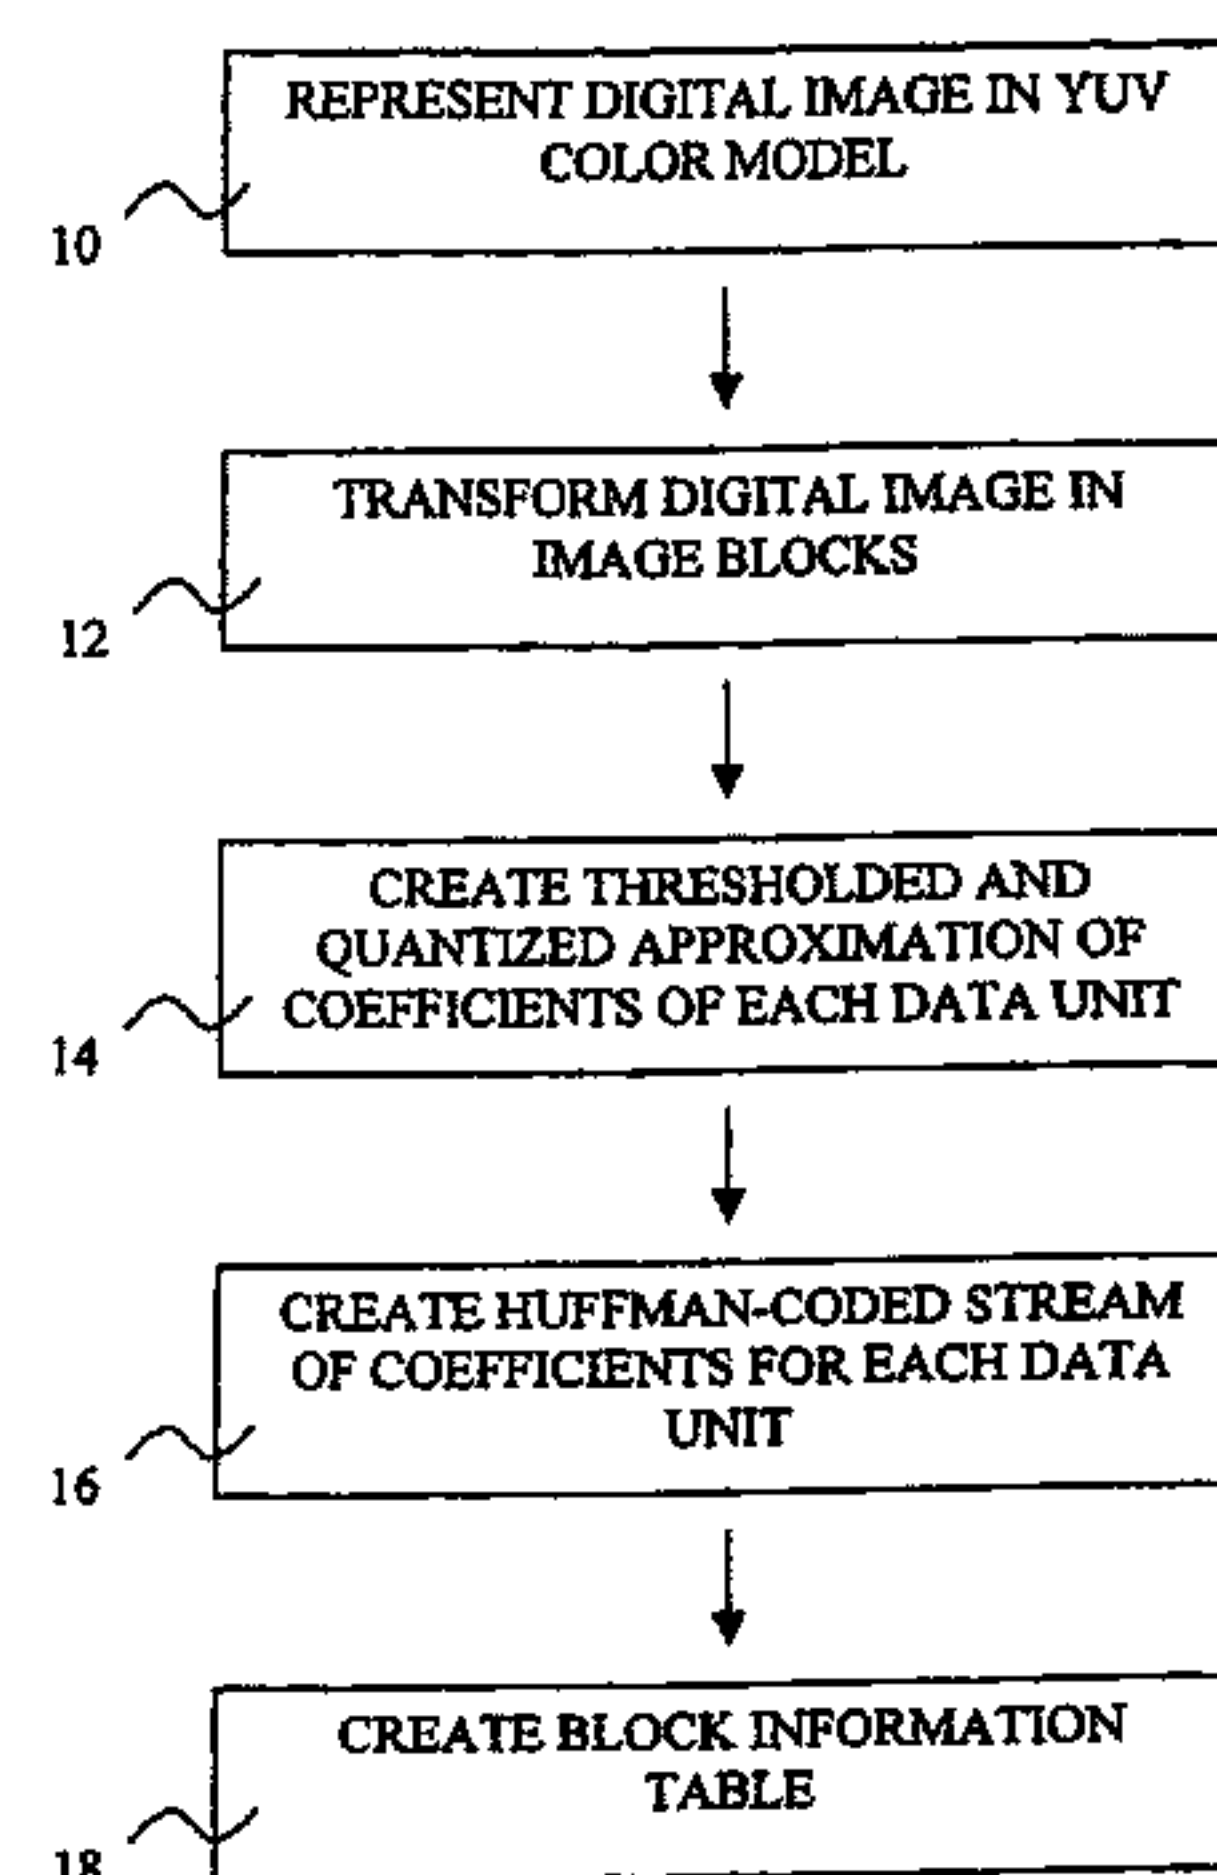 REPRESENT DIGITAL IMAGE IN YUV
COLOR MODEL
10
TRANSFORM DIGITAL IMAGE IN
IMAGE BLOCKS
12
CREATE THRESHOLDED AND
QUANTIZED APPROXIMATION OF
COEFFICIENTS OF EACH DATA UNIT
14
CREATE HUFFMAN-CODED STREAM
OF COEFFICIENTS FOR EACH DATA
UNIT
16
CREATE BLOCK INFORMATION
TABLE
18